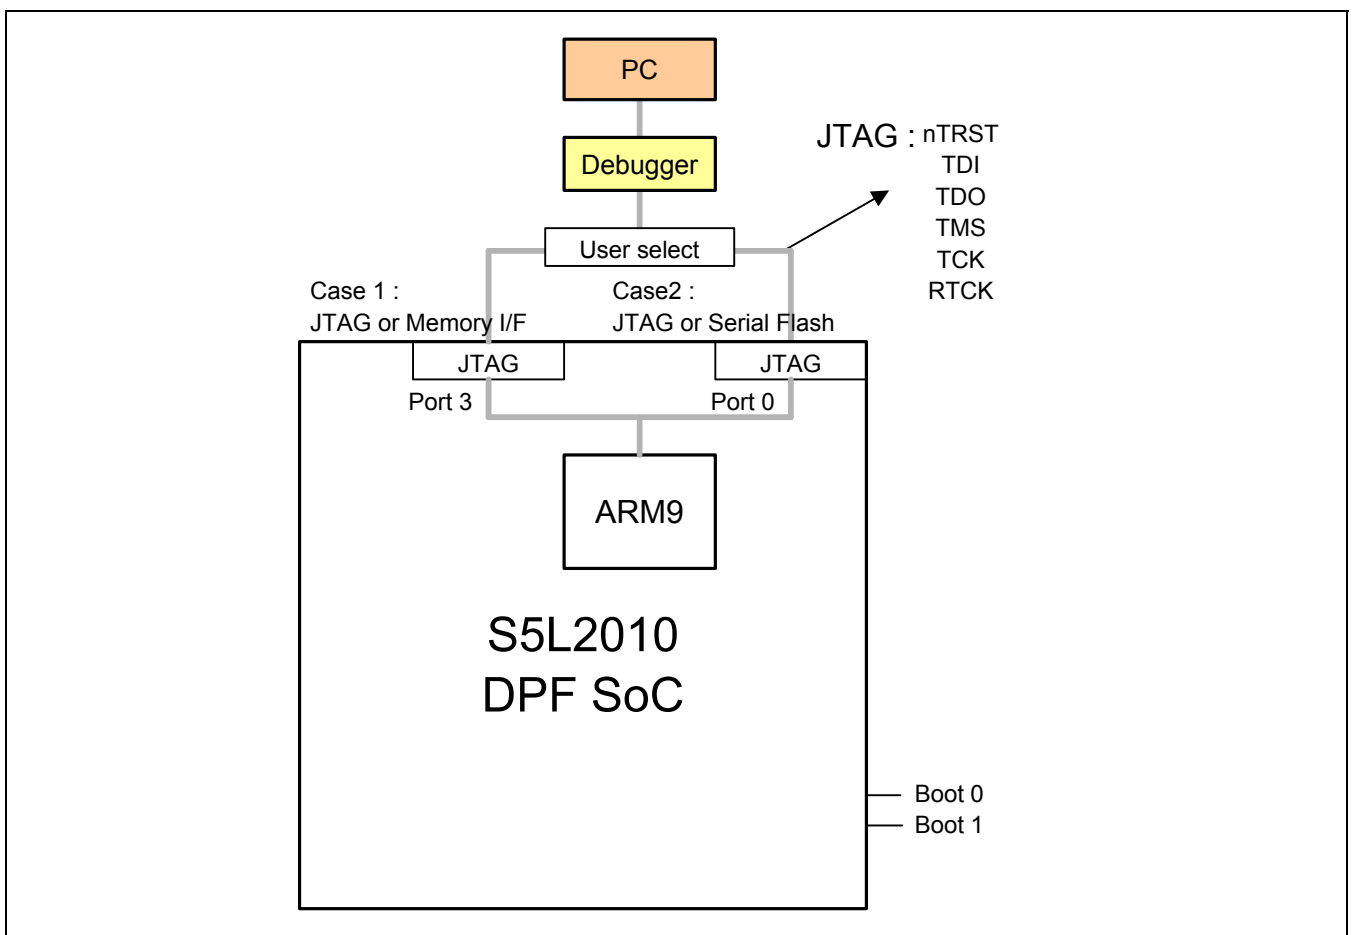 PC
Debugger
User select
JTAG : nTRST
TDI
TDO
TMS
TCK
RTCK
Case 1 :
JTAG or Memory I/F
Case2 :
JTAG or Serial Flash
JTAG
JTAG
Port 3
Port 0
ARM9
S5L2010
DPF SoC
Boot 0
Boot 1